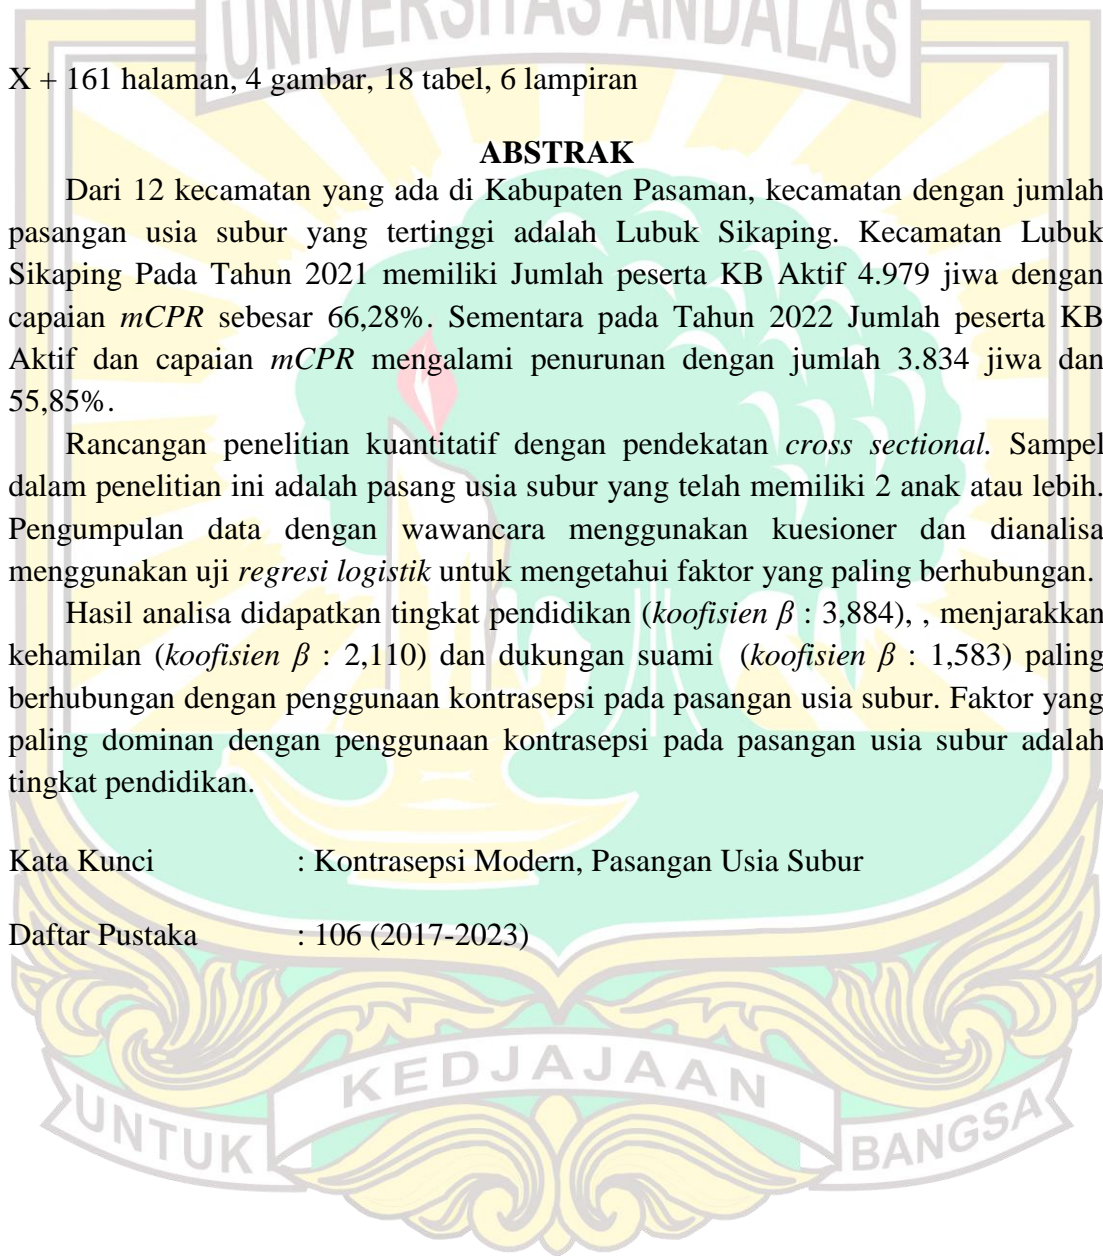 UNIVERSITAS ANDALAS
X + 161 halaman, 4 gambar, 18 tabel, 6 lampiran
ABSTRAK
Dari 12 kecamatan yang ada di Kabupaten Pasaman, kecamatan dengan jumlah
pasangan usia subur yang tertinggi adalah Lubuk Sikaping. Kecamatan Lubuk
Sikaping Pada Tahun 2021 memiliki Jumlah peserta KB Aktif 4.979 jiwa dengan
capaian mCPR sebesar 66,28%. Sementara pada Tahun 2022 Jumlah peserta KB
Aktif dan capaian mCPR mengalami penurunan dengan jumlah 3.834 jiwa dan
55,85%.
Rancangan penelitian kuantitatif dengan pendekatan cross sectional. Sampel
dalam penelitian ini adalah pasang usia subur yang telah memiliki 2 anak atau lebih.
Pengumpulan data dengan wawancara menggunakan kuesioner dan dianalisa
menggunakan uji regresi logistik untuk mengetahui faktor yang paling berhubungan.
Hasil analisa didapatkan tingkat pendidikan (koofisien β : 3,884), , menjarakkan
kehamilan (koofisien β : 2,110) dan dukungan suami (koofisien β : 1,583) paling
berhubungan dengan penggunaan kontrasepsi pada pasangan usia subur. Faktor yang
paling dominan dengan penggunaan kontrasepsi pada pasangan usia subur adalah
tingkat pendidikan.
Kata Kunci : Kontrasepsi Modern, Pasangan Usia Subur
Daftar Pustaka : 106 (2017-2023)
UNTUK KEDJAJAAN BANGSA